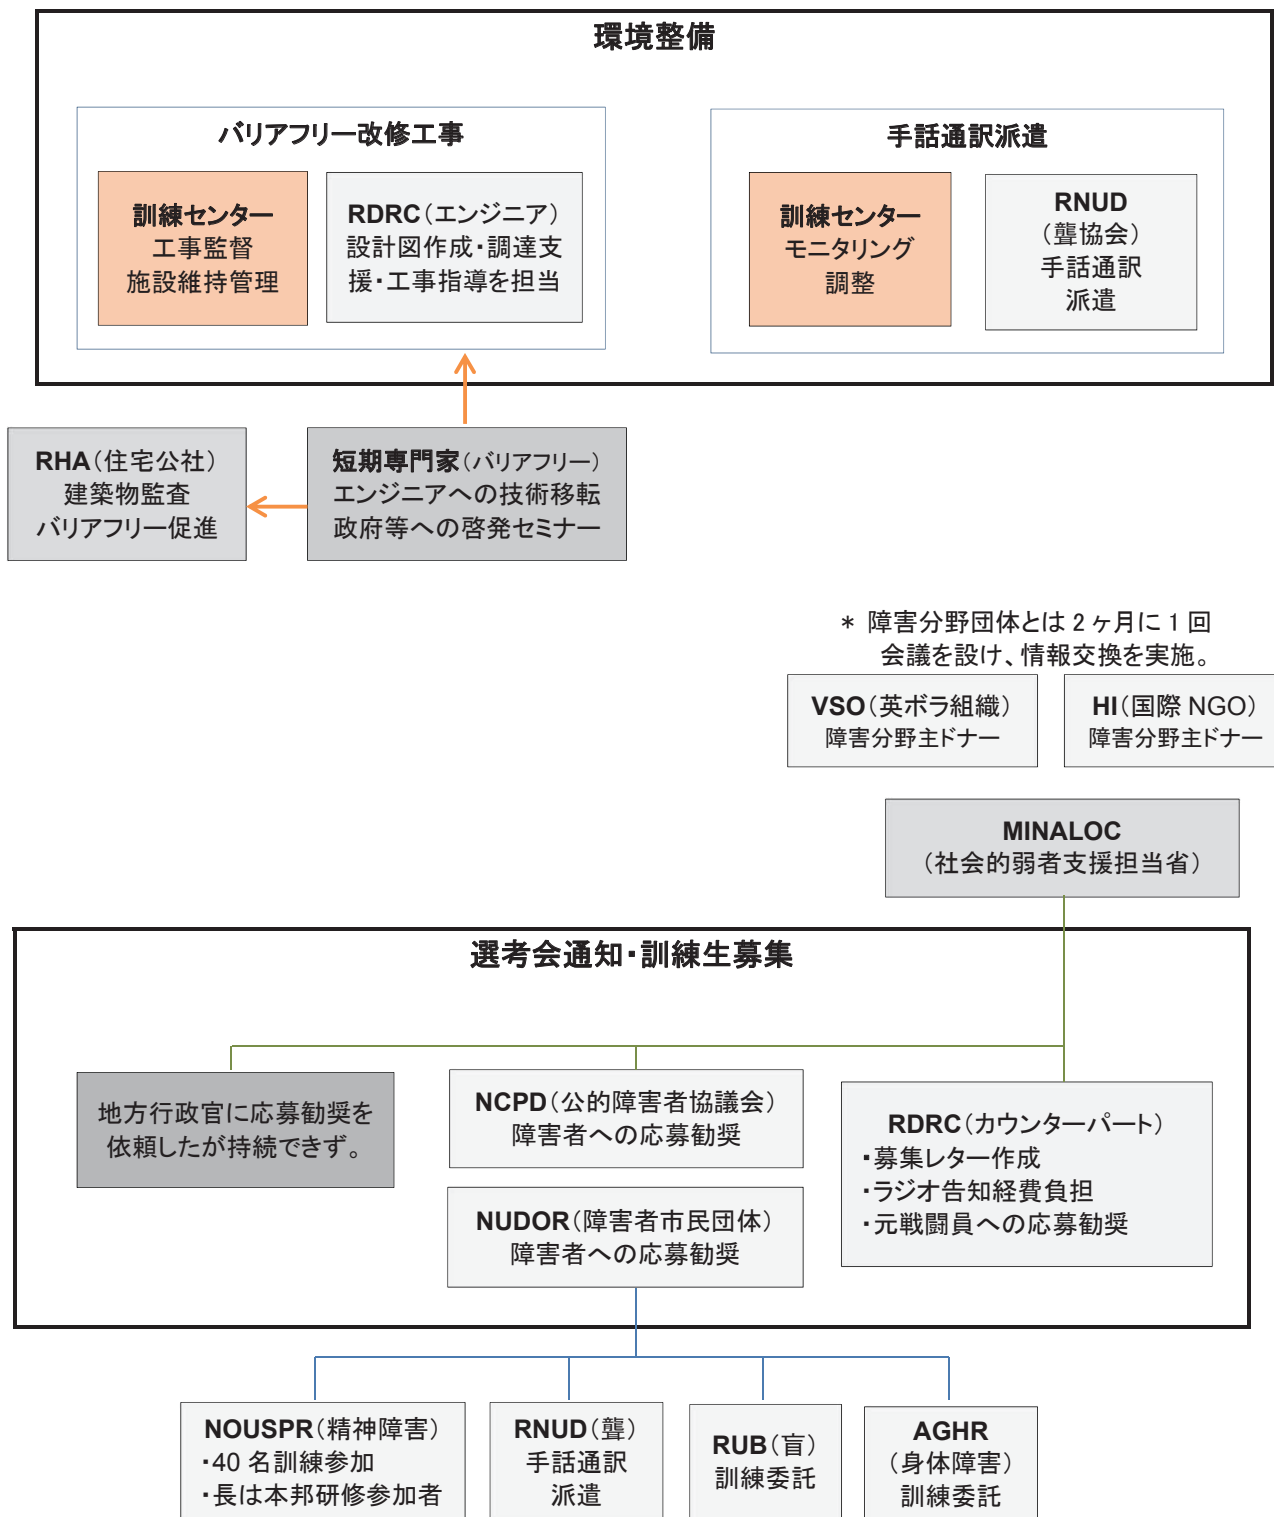 環境整備
バリアフリー改修工事
訓練センター
工事監督
施設維持管理
RDRC（エンジニア）
設計図作成・調達支
援・工事指導を担当
手話通訳派遣
訓練センター
モニタリング
調整
RNUD
（聾協会）
手話通訳
派遣
RHA（住宅公社）
建築物監査
バリアフリー促進
短期専門家（バリアフリー）
エンジニアへの技術移転
政府等への啓発セミナー
* 障害分野団体とは 2 ヶ月に 1 回
会議を設け、情報交換を実施。
VSO（英ボラ組織）
障害分野主ドナー
HI（国際 NGO）
障害分野主ドナー
MINALOC
（社会的弱者支援担当省）
選考会通知・訓練生募集
地方行政官に応募勧奨を
依頼したが持続できず。
NCPD（公的障害者協議会）
障害者への応募勧奨
NUDOR（障害者市民団体）
障害者への応募勧奨
RDRC（カウンターパート）
・募集レター作成
・ラジオ告知経費負担
・元戦闘員への応募勧奨
NOUSPR（精神障害）
・40 名訓練参加
・長は本邦研修参加者
RNUD（聾）
手話通訳
派遣
RUB（盲）
訓練委託
AGHR
（身体障害）
訓練委託